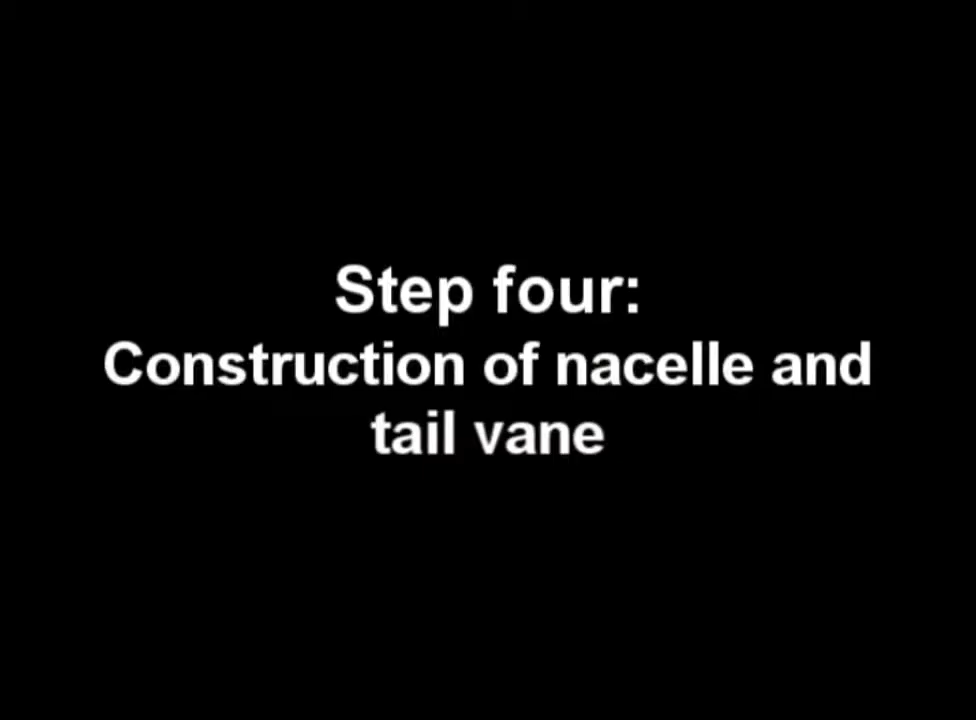 Step four:
Construction of nacelle and
tail vane